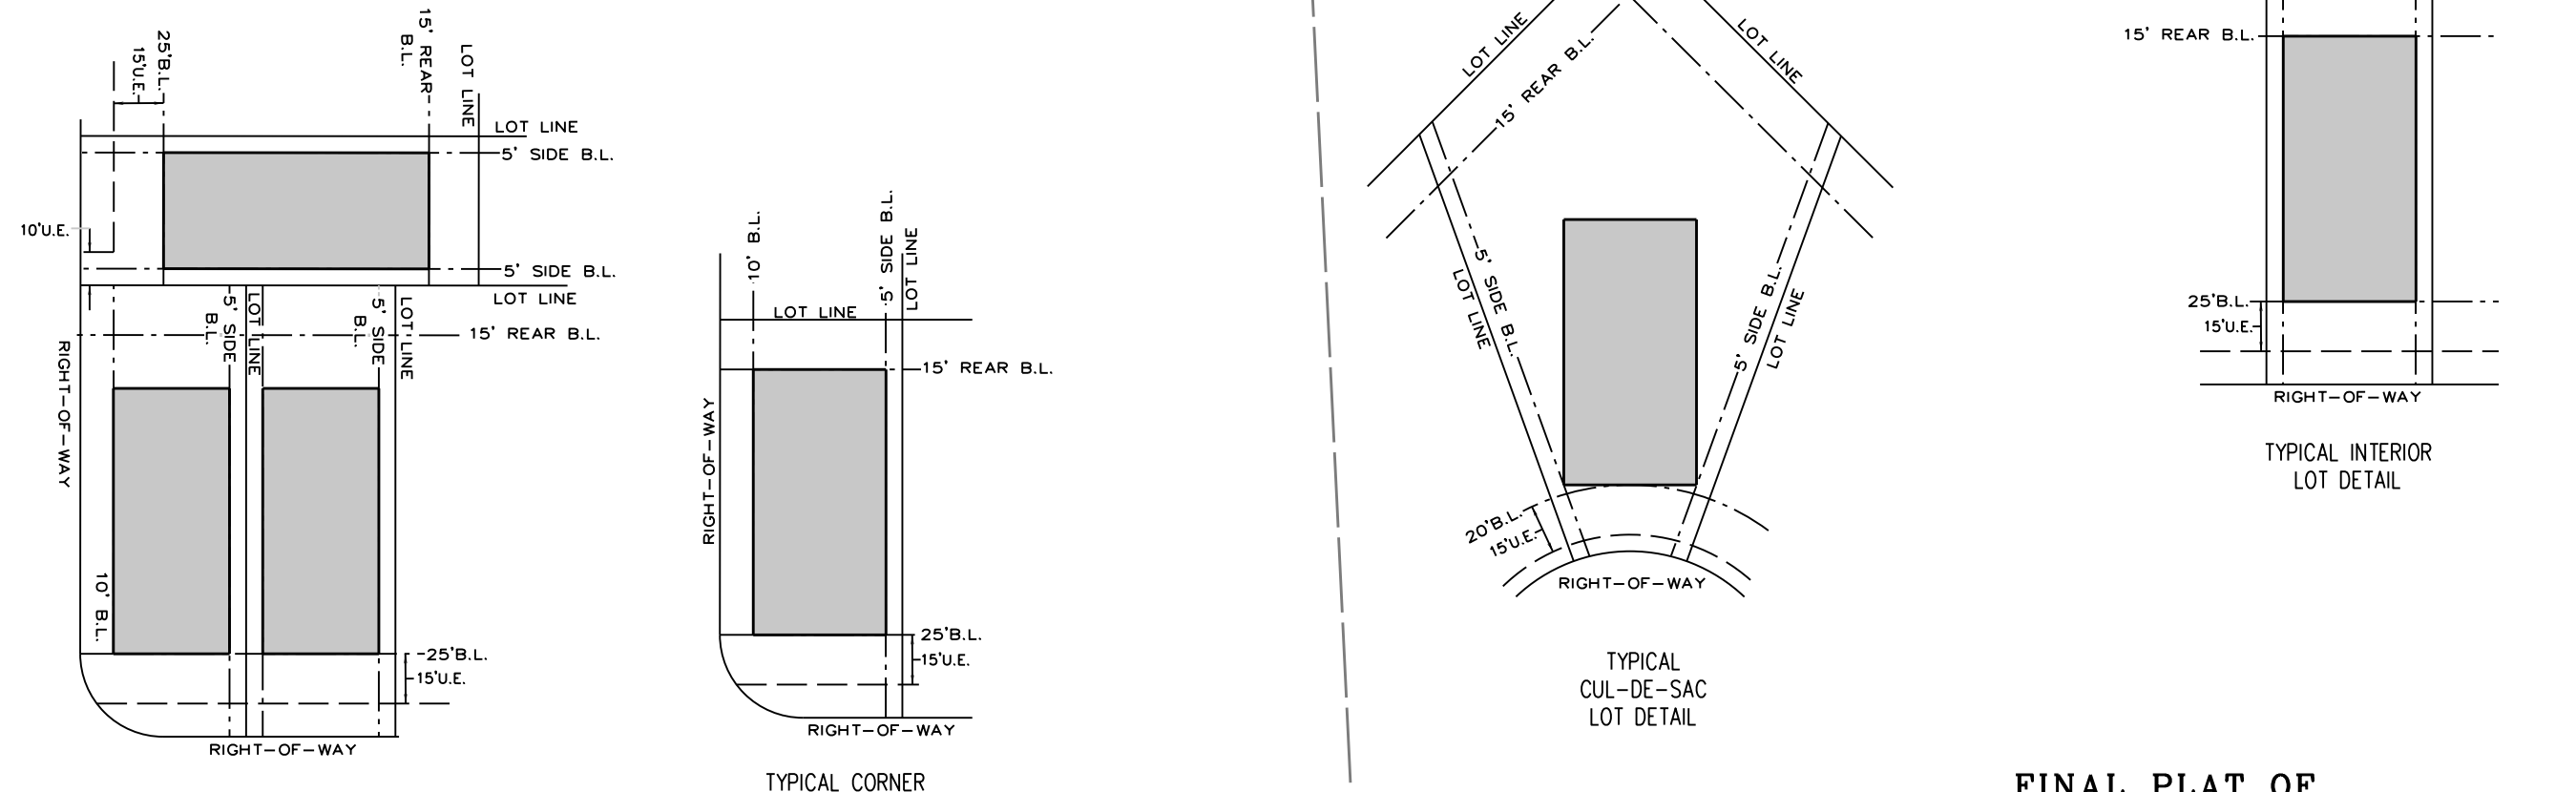 15' REAR
B.L.
LOT LINE
25'B.L.
15'U.E.
LOT LINE
5' SIDE B.L.
10'U.E.
5' SIDE B.L.
LOT LINE
5' SIDE
B.L.
LOT LINE
5' SIDE
B.L.
LOT LINE
15' REAR B.L.
RIGHT-OF-WAY
10' B.L.
25'B.L.
15'U.E.
RIGHT-OF-WAY
10' B.L.
5' SIDE B.L.
LOT LINE
LOT LINE
15' REAR B.L.
RIGHT-OF-WAY
25'B.L.
15'U.E.
RIGHT-OF-WAY
TYPICAL CORNER
LOT LINE
15' REAR B.L.
LOT LINE
5' SIDE B.L.
LOT LINE
5' SIDE B.L.
LOT LINE
20'B.L.
15'U.E.
RIGHT-OF-WAY
TYPICAL
CUL-DE-SAC
LOT DETAIL
15' REAR B.L.
25'B.L.
15'U.E.
RIGHT-OF-WAY
TYPICAL INTERIOR
LOT DETAIL
FINAL PLAT OF